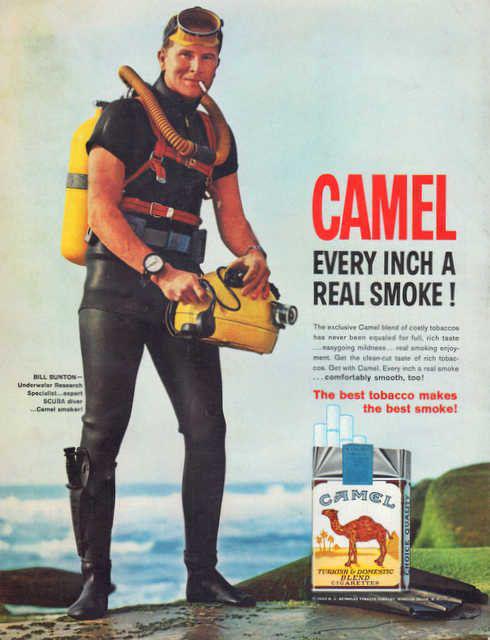 CAMEL
EVERY INCH A
REAL SMOKE !
The exclusive Camel blend of costly tobaccos
has never been equaled for full, rich taste
...easygoing mildness... real smoking enjoy-
ment. Get the clean-cut taste of rich tobac-
cos. Get with Camel. Every inch a real smoke
...comfortably smooth, too!
The best tobacco makes
the best smoke!
BILL BUNTON—
Underwater Research
Specialist...expert
SCUBA diver
...Camel smoker!
CAMEL
TURKISH & DOMESTIC
BLEND
CIGARETTES
CHOICE QUALITY